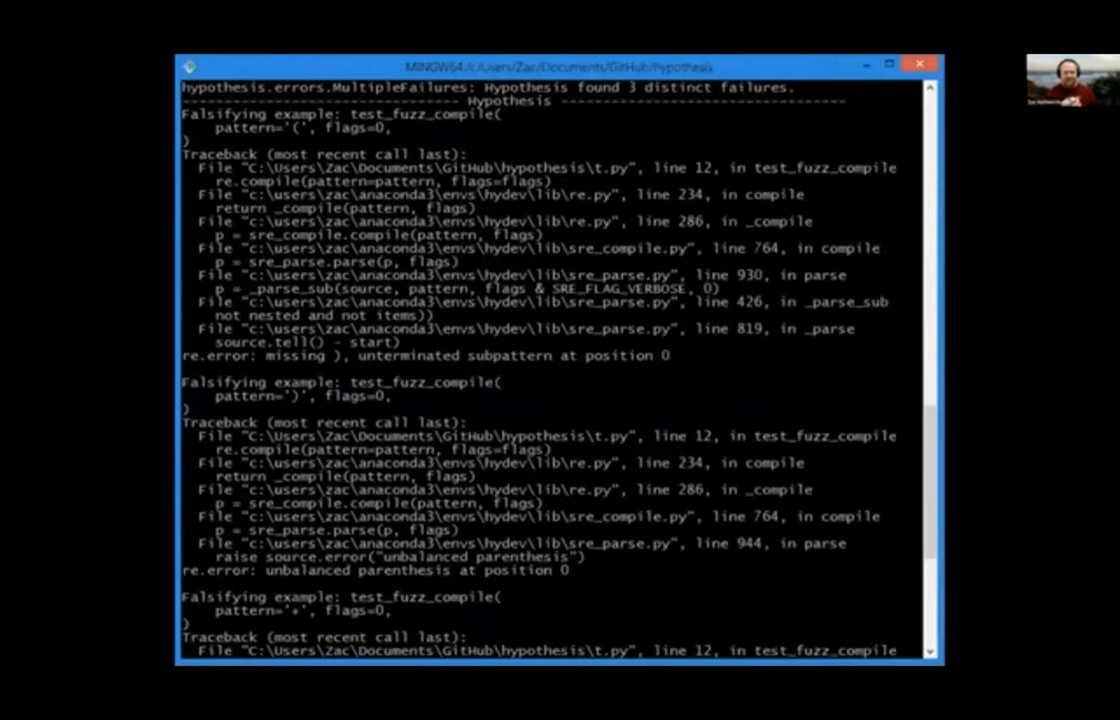 MINGW64:/c/Users/Zac/Documents/GitHub/hypothesis
hypothesis.errors.MultipleFailures: Hypothesis found 3 distinct failures.
---------------------------------- Hypothesis ----------------------------------
Falsifying example: test_fuzz_compile(
    pattern='(', flags=0,
)
Traceback (most recent call last):
  File "C:\Users\Zac\Documents\GitHub\hypothesis\t.py", line 12, in test_fuzz_compile
    re.compile(pattern=pattern, flags=flags)
  File "c:\users\zac\anaconda3\envs\hydev\lib\re.py", line 234, in compile
    return _compile(pattern, flags)
  File "c:\users\zac\anaconda3\envs\hydev\lib\re.py", line 286, in _compile
    p = sre_compile.compile(pattern, flags)
  File "c:\users\zac\anaconda3\envs\hydev\lib\sre_compile.py", line 764, in compile
    p = sre_parse.parse(p, flags)
  File "c:\users\zac\anaconda3\envs\hydev\lib\sre_parse.py", line 930, in parse
    p = _parse_sub(source, pattern, flags & SRE_FLAG_VERBOSE, 0)
  File "c:\users\zac\anaconda3\envs\hydev\lib\sre_parse.py", line 426, in _parse_sub
    not nested and not items))
  File "c:\users\zac\anaconda3\envs\hydev\lib\sre_parse.py", line 819, in _parse
    source.tell() - start)
re.error: missing ), unterminated subpattern at position 0
Falsifying example: test_fuzz_compile(
    pattern=')', flags=0,
)
Traceback (most recent call last):
  File "C:\Users\Zac\Documents\GitHub\hypothesis\t.py", line 12, in test_fuzz_compile
    re.compile(pattern=pattern, flags=flags)
  File "c:\users\zac\anaconda3\envs\hydev\lib\re.py", line 234, in compile
    return _compile(pattern, flags)
  File "c:\users\zac\anaconda3\envs\hydev\lib\re.py", line 286, in _compile
    p = sre_compile.compile(pattern, flags)
  File "c:\users\zac\anaconda3\envs\hydev\lib\sre_compile.py", line 764, in compile
    p = sre_parse.parse(p, flags)
  File "c:\users\zac\anaconda3\envs\hydev\lib\sre_parse.py", line 944, in parse
    raise source.error("unbalanced parenthesis")
re.error: unbalanced parenthesis at position 0
Falsifying example: test_fuzz_compile(
    pattern='+', flags=0,
)
Traceback (most recent call last):
  File "C:\Users\Zac\Documents\GitHub\hypothesis\t.py", line 12, in test_fuzz_compile